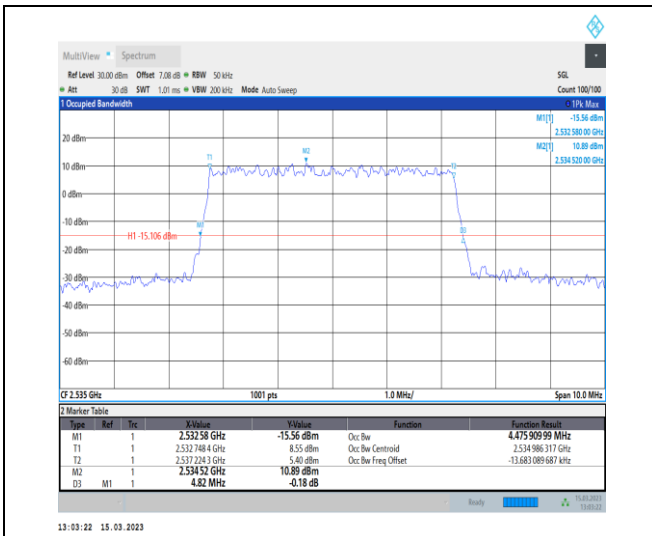 MultiView Spectrum
Ref Level 30.00 dBm Offset 7.08 dB RBW 50 kHz SGL
Att 30 dB SWT 1.01 ms VBW 200 kHz Mode Auto Sweep Count 100/100
1 Occupied Bandwidth 1Pk Max
M1[1] -15.56 dBm
2.532 580 00 GHz
M2[1] 10.89 dBm
2.534 520 00 GHz
20 dBm
M2
T1 T2
10 dBm
0 dBm
-10 dBm
M1 D3
H1 -15.106 dBm
-20 dBm
-30 dBm
-40 dBm
-50 dBm
-60 dBm
CF 2.535 GHz 1001 pts 1.0 MHz/ Span 10.0 MHz
2 Marker Table
Type Ref Trc X-Value Y-Value Function Function Result
M1 1 2.532 58 GHz -15.56 dBm Occ Bw 4.475 909 99 MHz
T1 1 2.532 748 4 GHz 8.55 dBm Occ Bw Centroid 2.534 986 317 GHz
T2 1 2.537 224 3 GHz 5.40 dBm Occ Bw Freq Offset -13.683 089 687 kHz
M2 1 2.534 52 GHz 10.89 dBm
D3 M1 1 4.82 MHz -0.18 dB
Ready 15.03.2023
13:03:22
13:03:22 15.03.2023